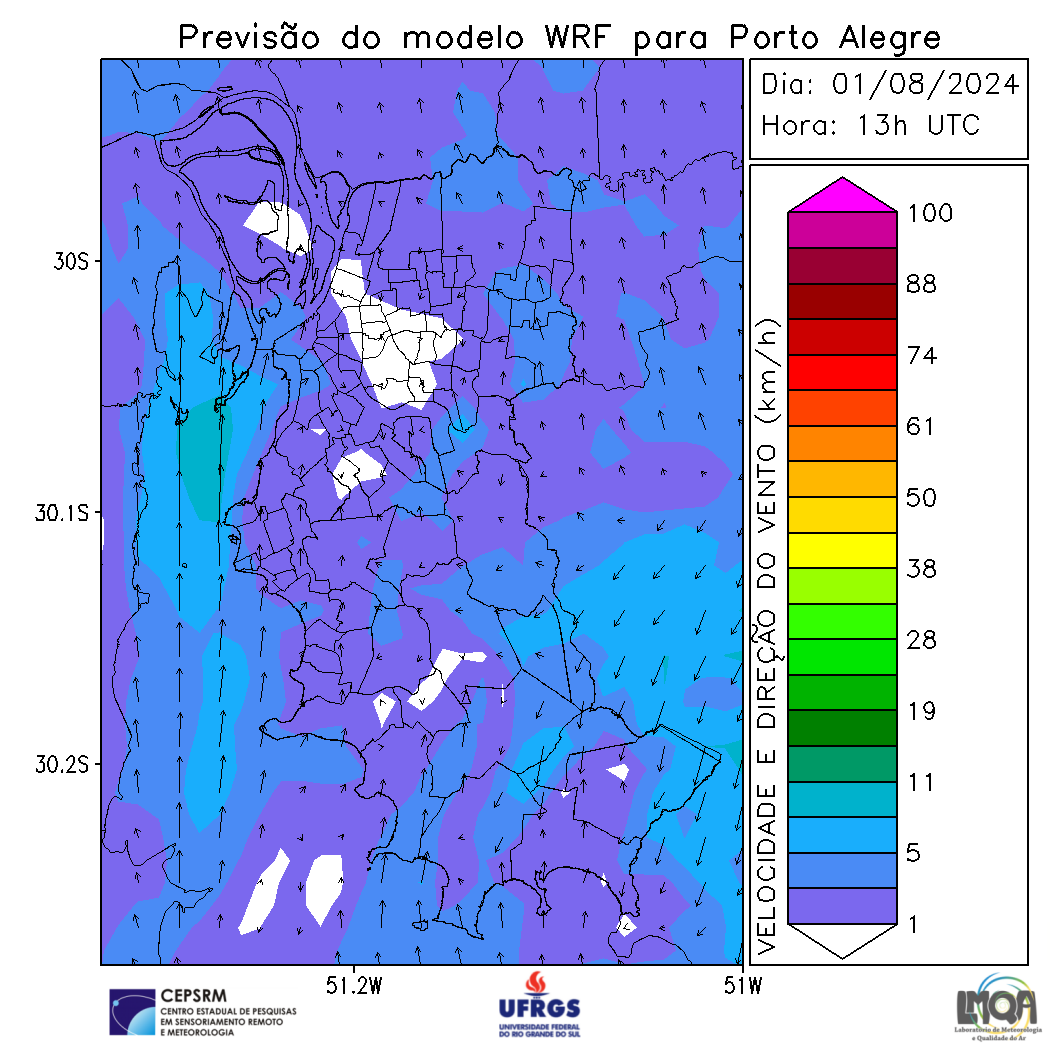 Previsão do modelo WRF para Porto Alegre
Dia: 01/08/2024
Hora: 13h UTC
30S
30.1S
30.2S
51.2W
51W
VELOCIDADE E DIREÇÃO DO VENTO (km/h)
100
88
74
61
50
38
28
19
11
5
1
CEPSRM
CENTRO ESTADUAL DE PESQUISAS
EM SENSORIAMENTO REMOTO
E METEOROLOGIA
UFRGS
UNIVERSIDADE FEDERAL
DO RIO GRANDE DO SUL
LMQA
Laboratório de Meteorologia
e Qualidade do Ar